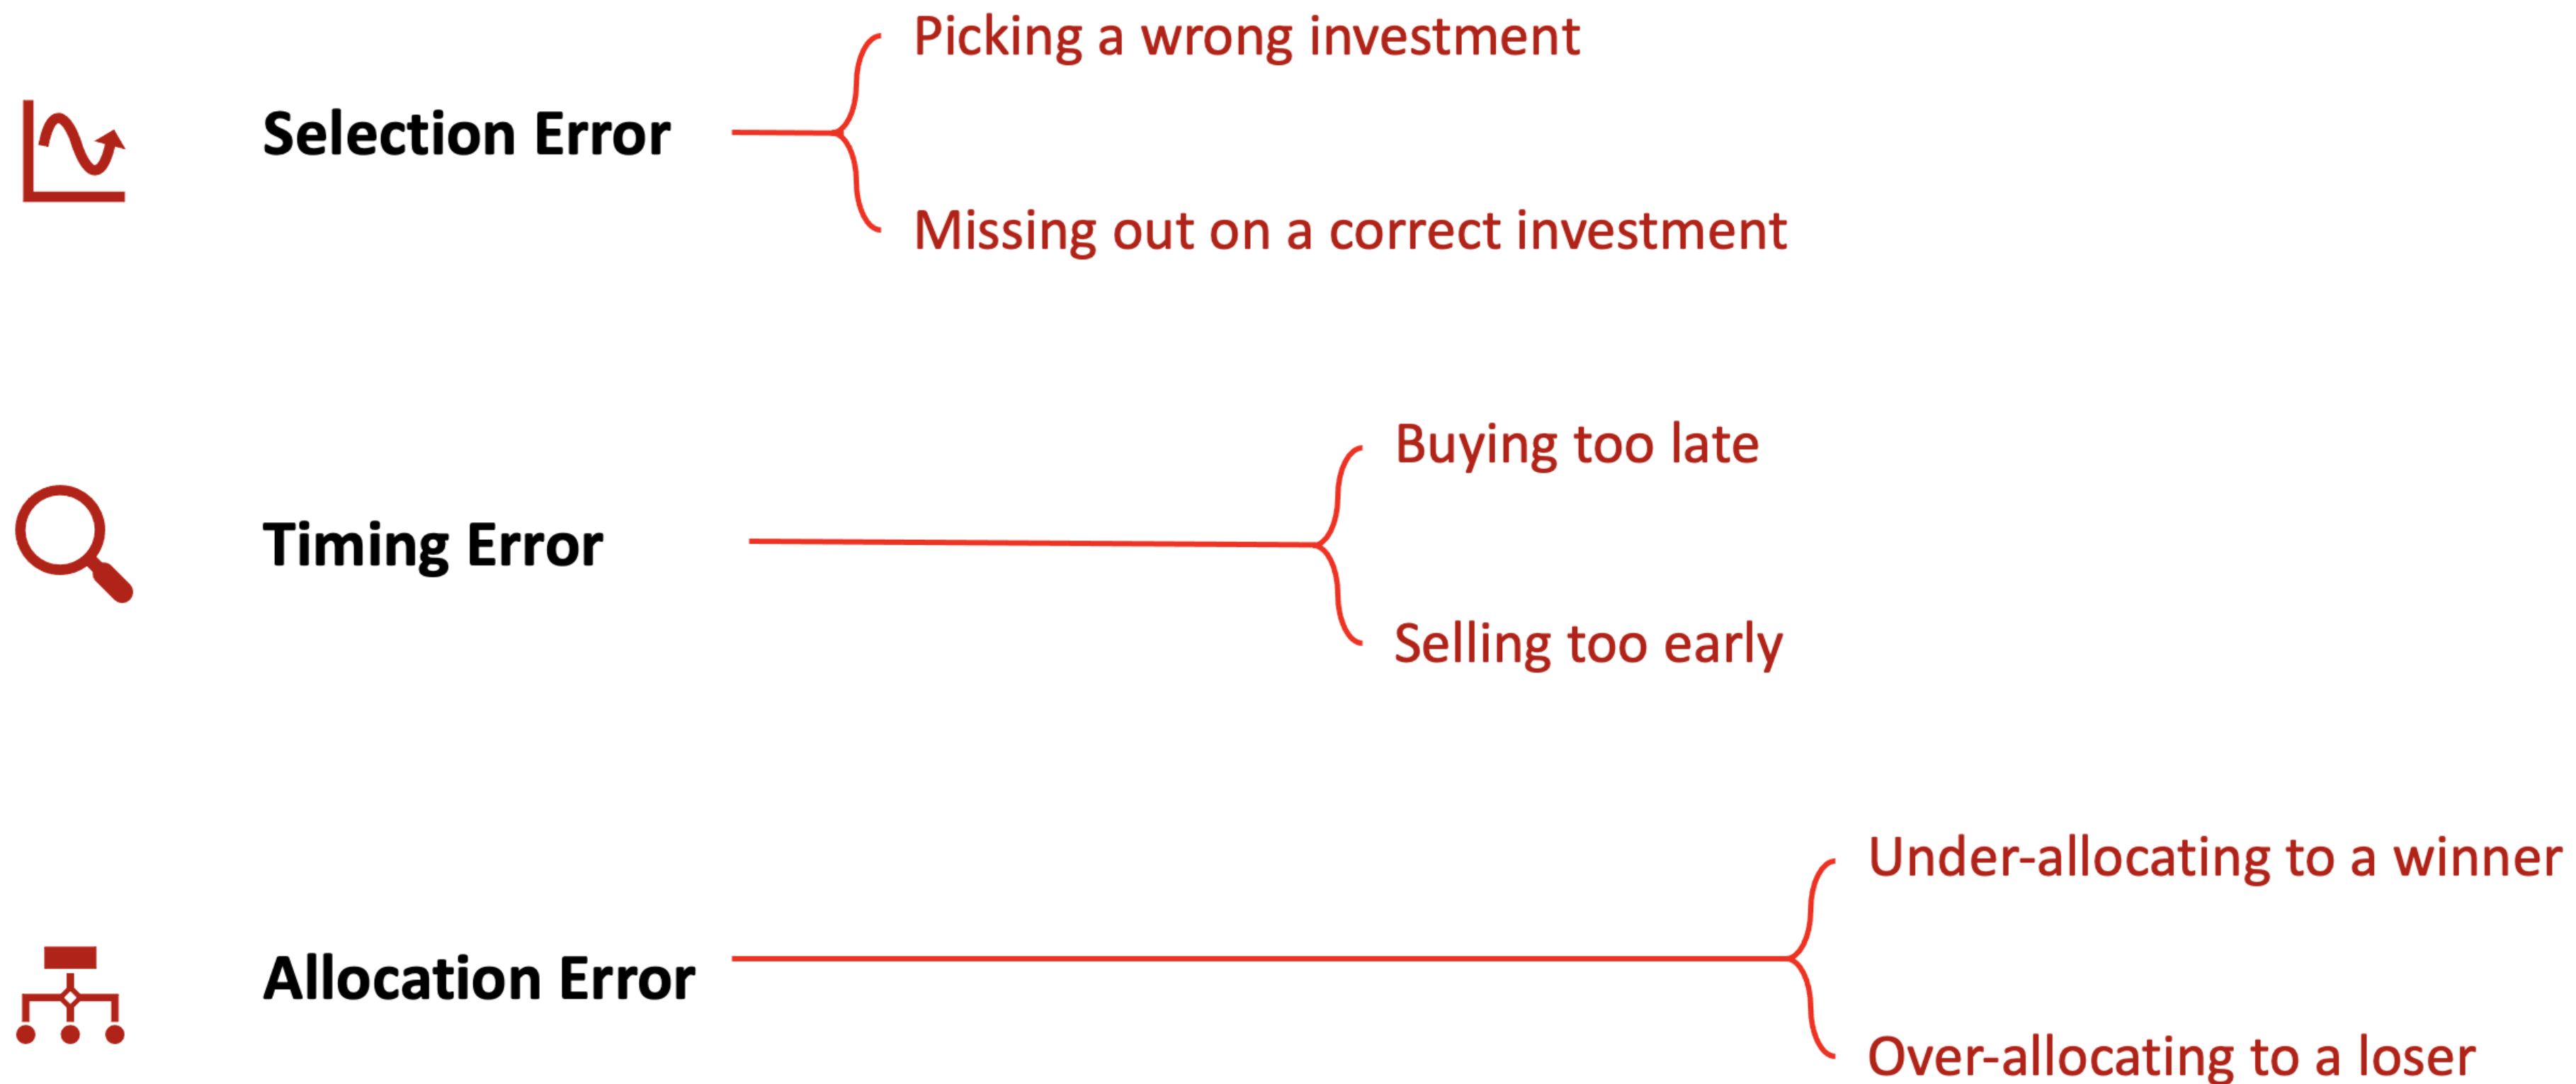 Picking a wrong investment
Selection Error
Missing out on a correct investment
Buying too late
Timing Error
Selling too early
Under-allocating to a winner
Allocation Error
Over-allocating to a loser